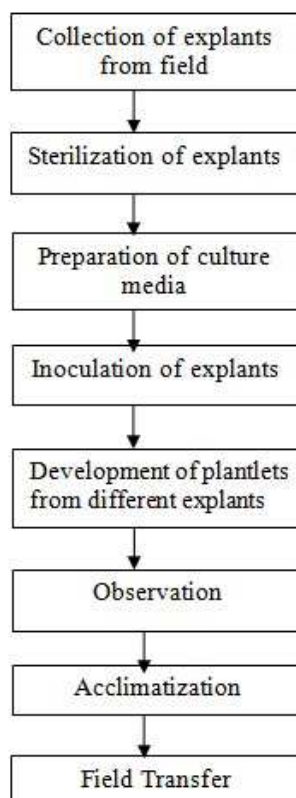 Collection of explants
from field
Sterilization of explants
Preparation of culture
media
Inoculation of explants
Development of plantlets
from different explants
Observation
Acclimatization
Field Transfer